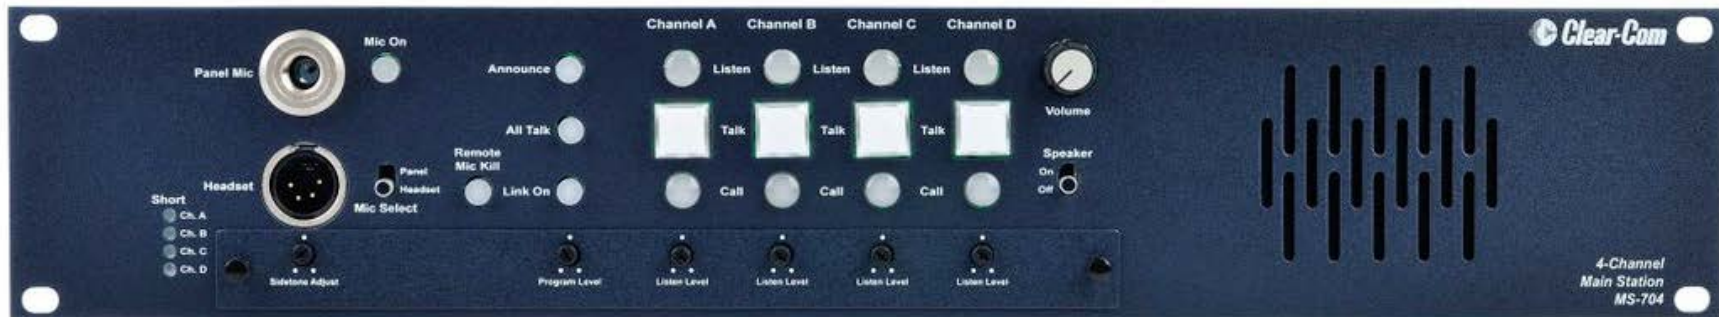 Channel A Channel B Channel C Channel D
Clear-Com
Mic On
Panel Mic
Announce
Listen Listen Listen
Volume
All Talk
Talk Talk Talk
Remote
Mic Kill
Speaker
On
Off
Panel
Headset
Headset
Mic Select
Link On
Call Call Call
Short
Ch. A
Ch. B
Ch. C
Ch. D
Sidetone Adjust
Program Level
Listen Level Listen Level Listen Level Listen Level
4-Channel
Main Station
MS-704